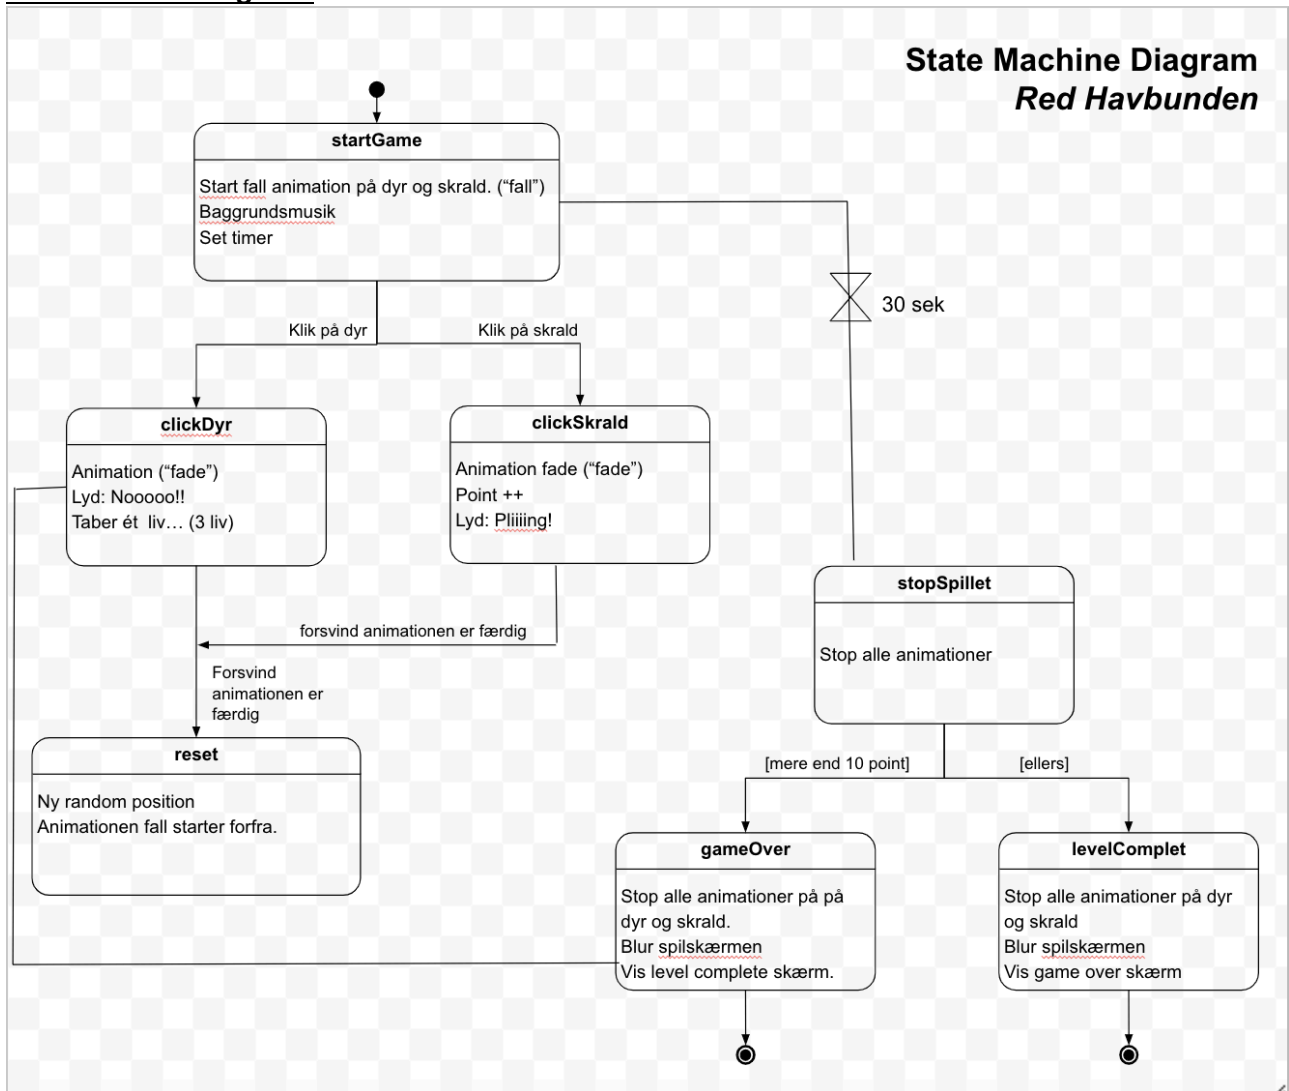 State Machine Diagram
Red Havbunden
startGame
Start fall animation på dyr og skrald. (“fall”)
Baggrundsmusik
Set timer
30 sek
Klik på dyr
Klik på skrald
clickDyr
Animation (“fade”)
Lyd: Nooooo!!
Taber ét  liv… (3 liv)
clickSkrald
Animation fade (“fade”)
Point ++
Lyd: Pliiiing!
forsvind animationen er færdig
Forsvind
animationen er
færdig
stopSpillet
Stop alle animationer
reset
Ny random position
Animationen fall starter forfra.
[mere end 10 point]
[ellers]
gameOver
Stop alle animationer på på
dyr og skrald.
Blur spilskærmen
Vis level complete skærm.
levelComplet
Stop alle animationer på dyr
og skrald
Blur spilskærmen
Vis game over skærm